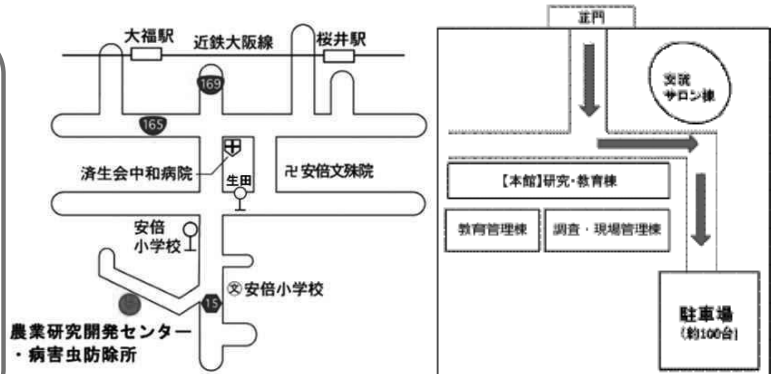 大福駅
近鉄大阪線
桜井駅
169
165
済生会中和病院
生田
卍安倍文殊院
安倍
小学校
文安倍小学校
15
農業研究開発センター
・病害虫防除所
正門
交流
サロン棟
【本館】研究・教育棟
教育管理棟
調査・現場管理棟
駐車場
(約100台)